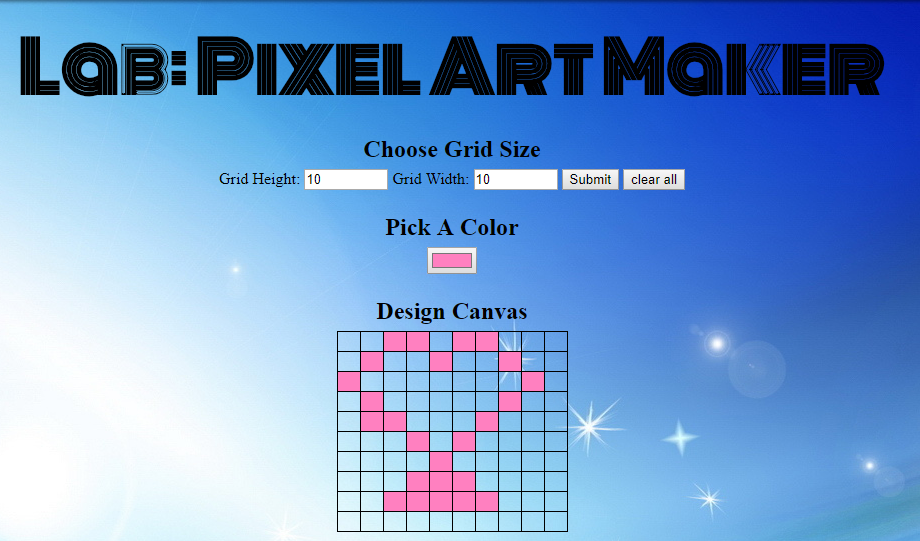 Lab: Pixel Art Maker
Choose Grid Size
Grid Height: 10 Grid Width: 10 Submit clear all
Pick A Color
Design Canvas